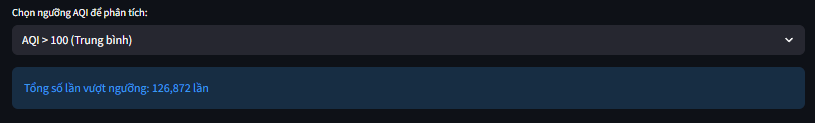 Chọn ngưỡng AQI để phân tích:
AQI > 100 (Trung bình)
Tổng số lần vượt ngưỡng: 126,872 lần